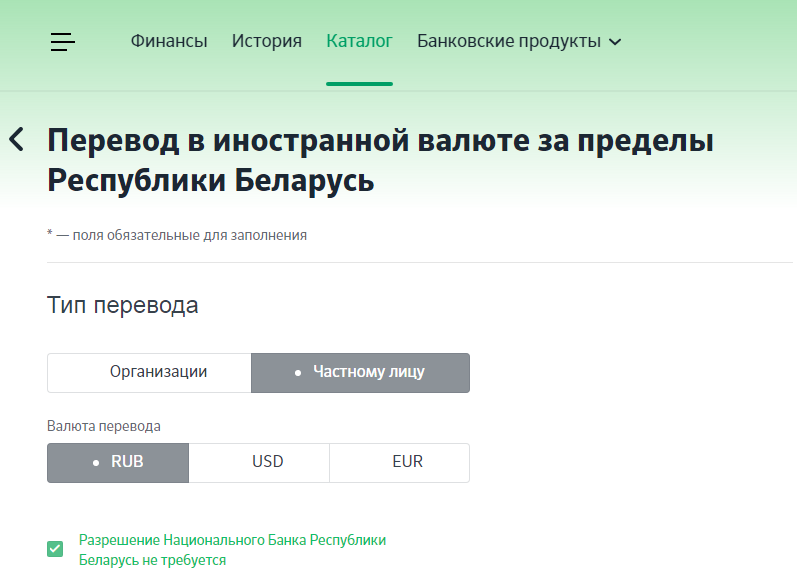 Финансы История Каталог Банковские продукты
Перевод в иностранной валюте за пределы
Республики Беларусь
* — поля обязательные для заполнения
Тип перевода
Организации • Частному лицу
Валюта перевода
• RUB USD EUR
Разрешение Национального Банка Республики
Беларусь не требуется